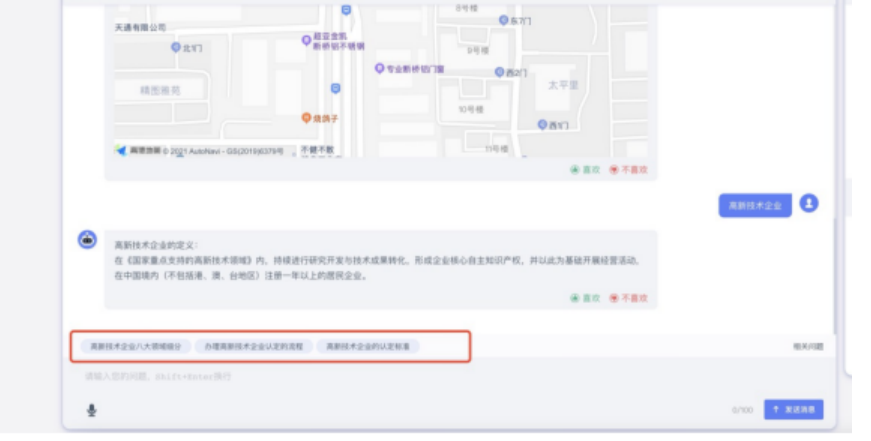 天通有限公司
8号楼
东7门
北1门
超亚金凯
断桥铝不锈钢
9号楼
专业断桥铝门窗
西2门
太平里
精图雅苑
10号楼
烧鸽子
西1门
高德地图 © 2021 AutoNavi - GS(2019)6379号
不健不散
11号楼
喜欢 不喜欢
高新技术企业
高新技术企业的定义:
在《国家重点支持的高新技术领域》内,持续进行研究开发与技术成果转化,形成企业核心自主知识产权,并以此为基础开展经营活动,
在中国境内(不包括港、澳、台地区)注册一年以上的居民企业。
喜欢 不喜欢
高新技术企业八大领域细分 办理高新技术企业认定的流程 高新技术企业的认定标准 相关问题
请输入您的问题, Shift+Enter换行
0/100 发送消息